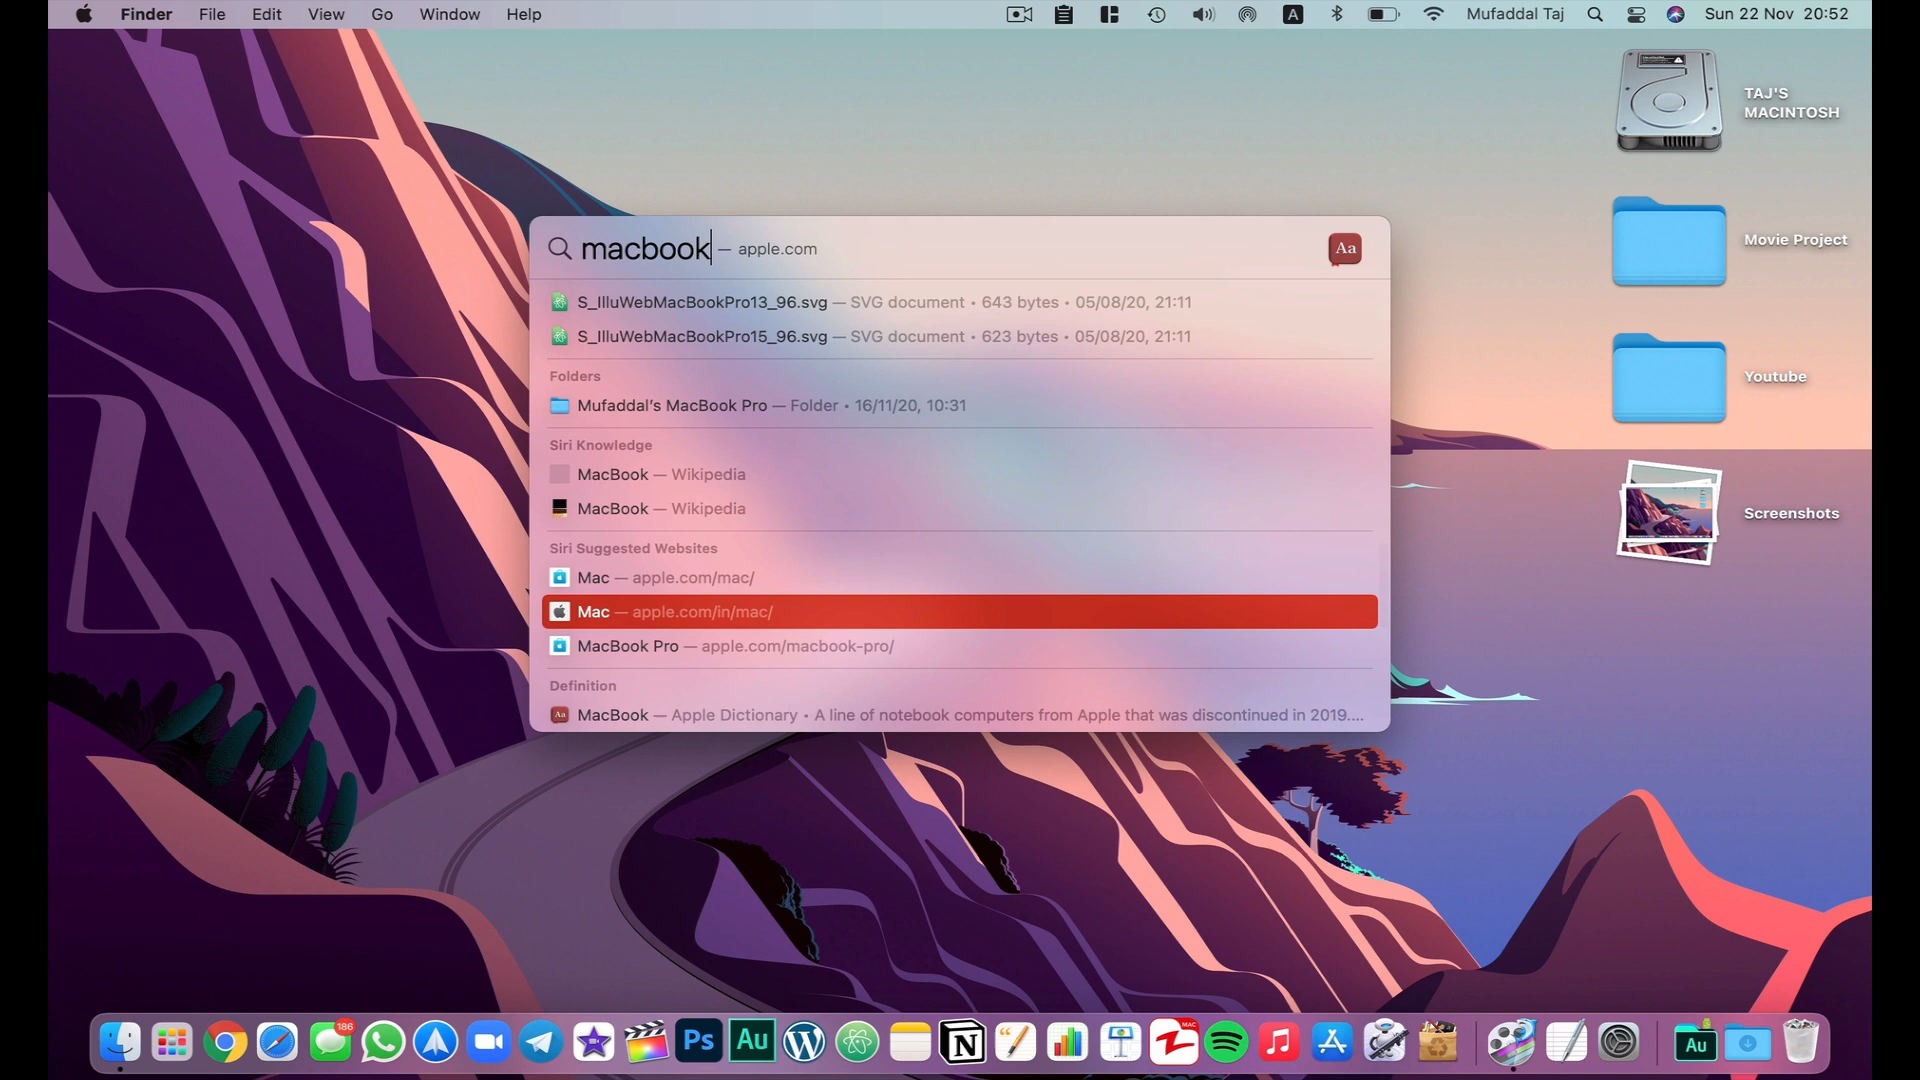 Finder File Edit View Go Window Help A Mufaddal Taj Sun 22 Nov 20:52
TAJ'S
MACINTOSH
Movie Project
Youtube
Screenshots
macbook — apple.com Aa
S_IlluWebMacBookPro13_96.svg — SVG document • 643 bytes • 05/08/20, 21:11
S_IlluWebMacBookPro15_96.svg — SVG document • 623 bytes • 05/08/20, 21:11
Folders
Mufaddal's MacBook Pro — Folder • 16/11/20, 10:31
Siri Knowledge
MacBook — Wikipedia
MacBook — Wikipedia
Siri Suggested Websites
Mac — apple.com/mac/
Mac — apple.com/in/mac/
MacBook Pro — apple.com/macbook-pro/
Definition
Aa MacBook — Apple Dictionary • A line of notebook computers from Apple that was discontinued in 2019....
186 Ps Au N MAC Au